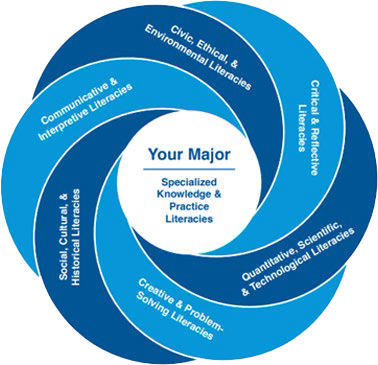 Your Major
Specialized
Knowledge &
Practice
Literacies
Civic, Ethical, &
Environmental Literacies
Critical & Reflective
Literacies
Quantitative, Scientific,
& Technological Literacies
Creative & Problem-
Solving Literacies
Social, Cultural, &
Historical Literacies
Communicative &
Interpretive Literacies